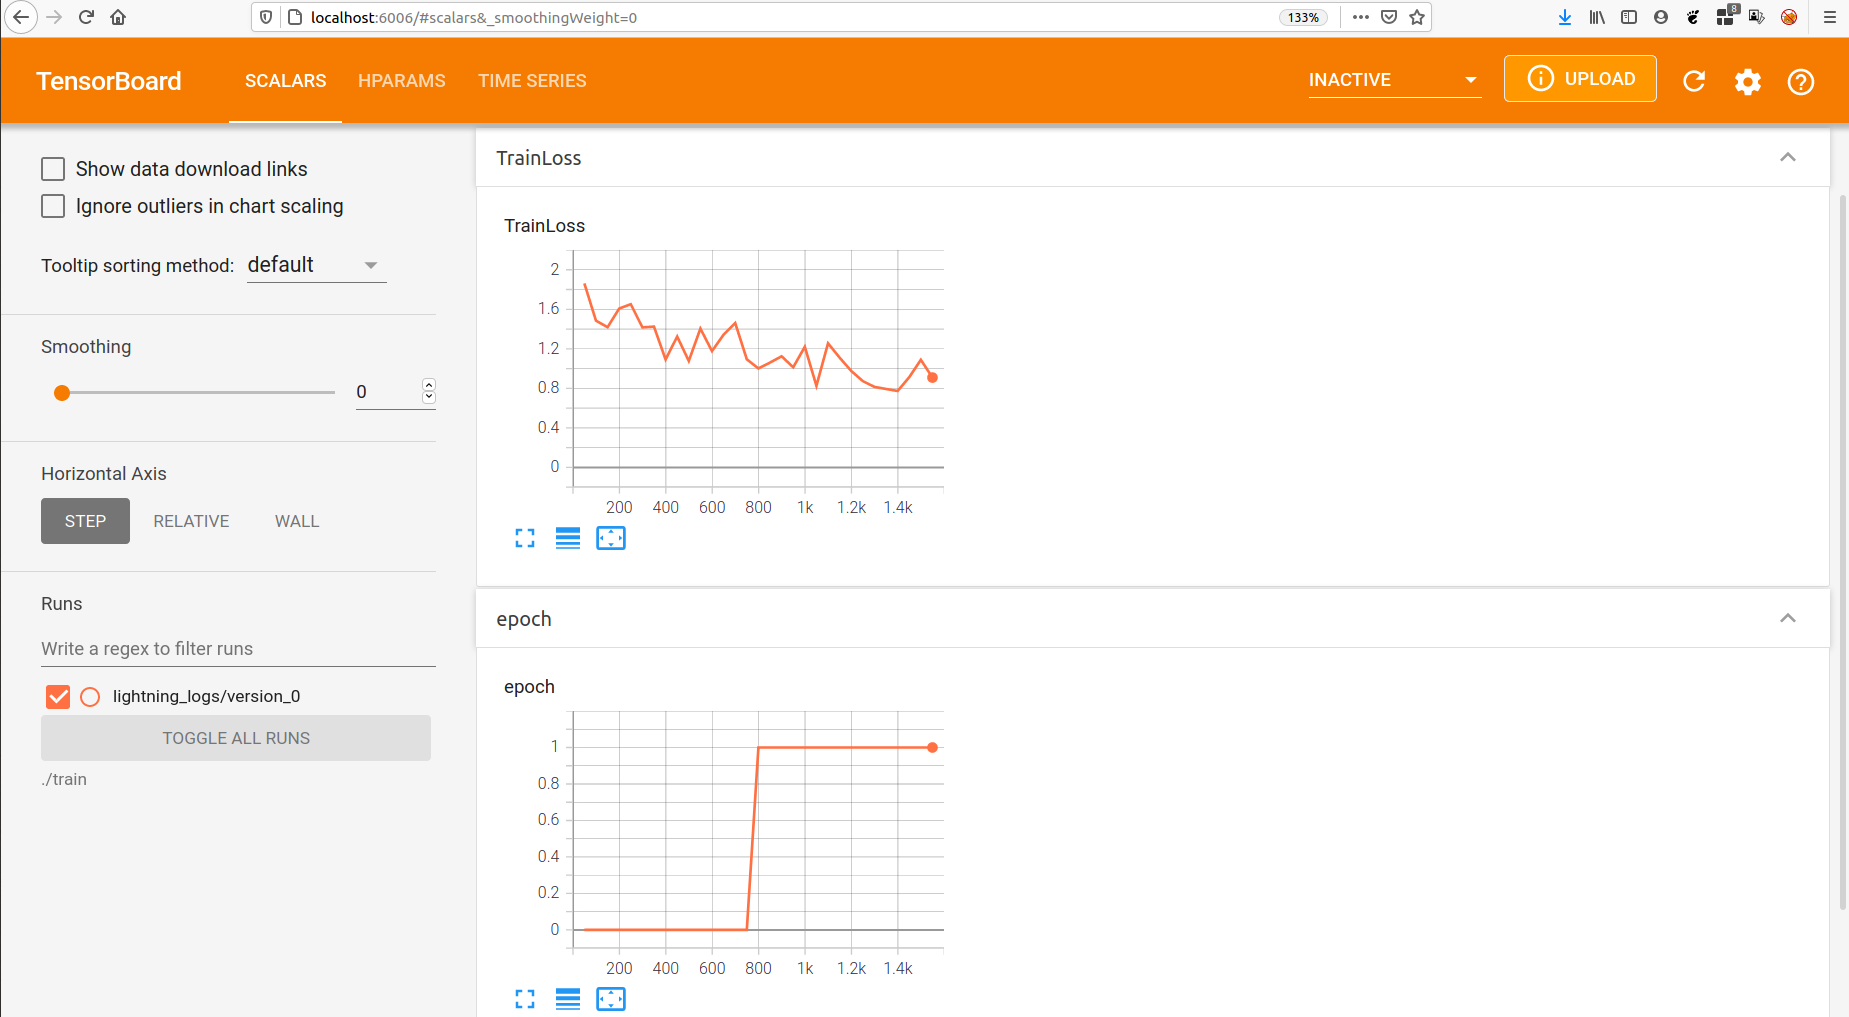 localhost:6006/#scalars&_smoothingWeight=0
133%
8
TensorBoard
SCALARS
HPARAMS
TIME SERIES
INACTIVE
UPLOAD
Show data download links
Ignore outliers in chart scaling
Tooltip sorting method: default
Smoothing
0
Horizontal Axis
STEP
RELATIVE
WALL
Runs
Write a regex to filter runs
lightning_logs/version_0
TOGGLE ALL RUNS
./train
TrainLoss
TrainLoss
2
1.6
1.2
0.8
0.4
0
200 400 600 800 1k 1.2k 1.4k
epoch
epoch
1
0.8
0.6
0.4
0.2
0
200 400 600 800 1k 1.2k 1.4k